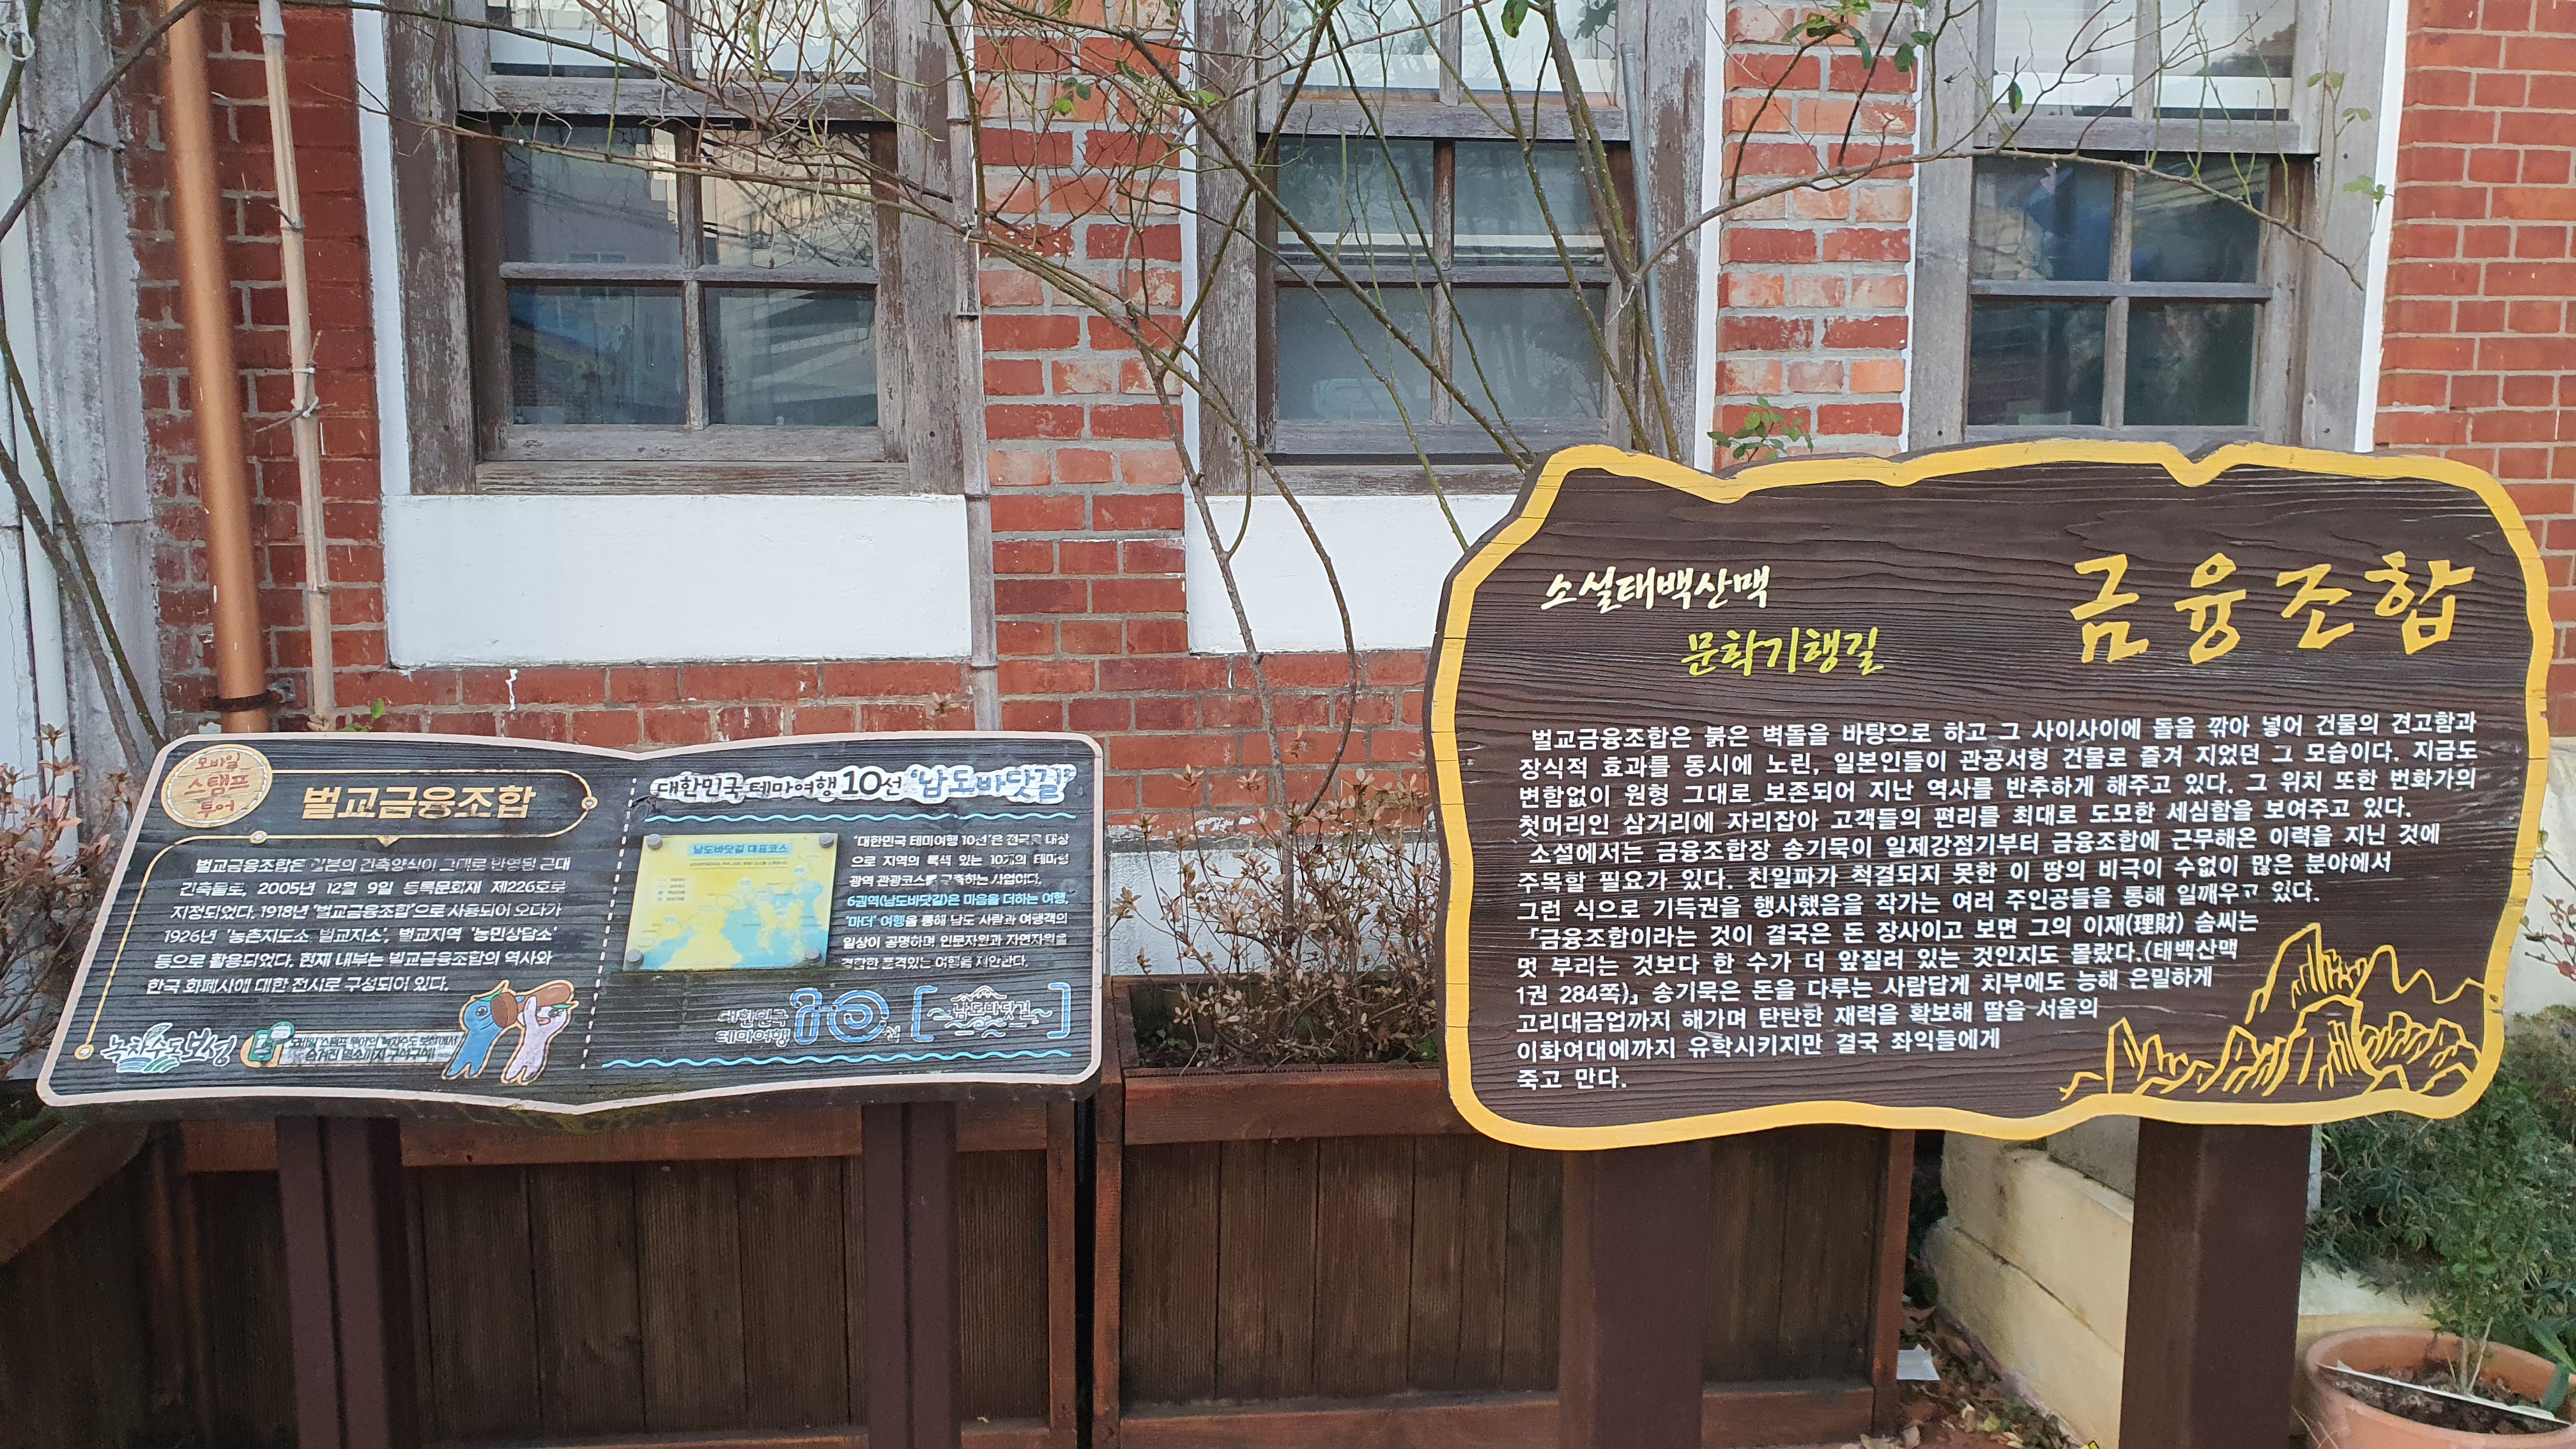 모바일
스탬프
투어
벌교금융조합
벌교금융조합은 일본의 건축양식이 그대로 반영된 근대
건축물로, 2005년 12월 9일 등록문화재 제226호로
지정되었다. 1918년 '벌교금융조합'으로 사용되어 오다가
1926년 '농촌지도소 벌교지소', 벌교지역 '농민상담소'
등으로 활용되었다. 현재 내부는 벌교금융조합의 역사와
한국 화폐사에 대한 전시로 구성되어 있다.
녹차수도보성
대한민국 테마여행 10선 '남도바닷길'
남도바닷길 대표코스
'대한민국 테마여행 10선'은 전국을 대상
으로 지역의 특색 있는 10개의 테마로
광역 관광코스를 구축하는 사업이다.
6권역(남도바닷길)은 마음을 더하는 여행,
'마더' 여행을 통해 남도 사람과 여행객의
일상이 공명하며 인문자원과 자연자원을
결합한 품격있는 여행을 제안한다.
대한민국
테마여행 10선
남도바닷길
소설태백산맥
문학기행길
금융조합
벌교금융조합은 붉은 벽돌을 바탕으로 하고 그 사이사이에 돌을 깎아 넣어 건물의 견고함과
장식적 효과를 동시에 노린, 일본인들이 관공서형 건물로 즐겨 지었던 그 모습이다. 지금도
변함없이 원형 그대로 보존되어 지난 역사를 반추하게 해주고 있다. 그 위치 또한 번화가의
첫머리인 삼거리에 자리잡아 고객들의 편리를 최대로 도모한 세심함을 보여주고 있다.
소설에서는 금융조합장 송기묵이 일제강점기부터 금융조합에 근무해온 이력을 지닌 것에
주목할 필요가 있다. 친일파가 척결되지 못한 이 땅의 비극이 수없이 많은 분야에서
그런 식으로 기득권을 행사했음을 작가는 여러 주인공들을 통해 일깨우고 있다.
「금융조합이라는 것이 결국은 돈 장사이고 보면 그의 이재(理財) 솜씨는
멋 부리는 것보다 한 수가 더 앞질러 있는 것인지도 몰랐다.(태백산맥
1권 284쪽)」 송기묵은 돈을 다루는 사람답게 치부에도 능해 은밀하게
고리대금업까지 해가며 탄탄한 재력을 확보해 딸을 서울의
이화여대에까지 유학시키지만 결국 좌익들에게
죽고 만다.